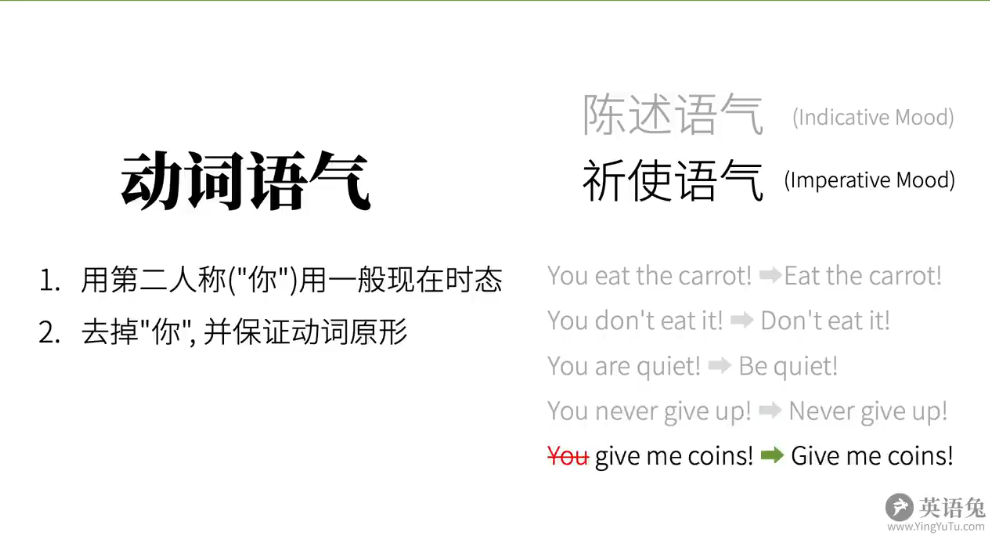 动词语气
1. 用第二人称("你")用一般现在时态
2. 去掉"你", 并保证动词原形
陈述语气 (Indicative Mood)
祈使语气 (Imperative Mood)
You eat the carrot! ➡Eat the carrot!
You don't eat it! ➡ Don't eat it!
You are quiet! ➡ Be quiet!
You never give up! ➡ Never give up!
You give me coins! ➡ Give me coins!
英语兔
www.YingYuTu.com